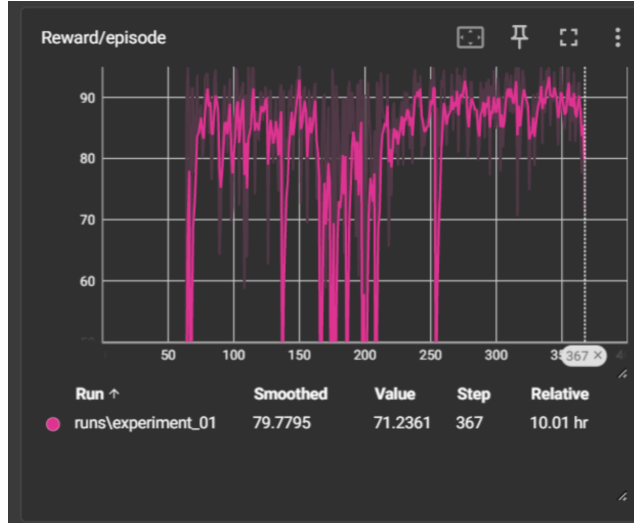 Reward/episode
90
80
70
60
50 100 150 200 250 300 367 ×
Run ↑ Smoothed Value Step Relative
runs\experiment_01 79.7795 71.2361 367 10.01 hr